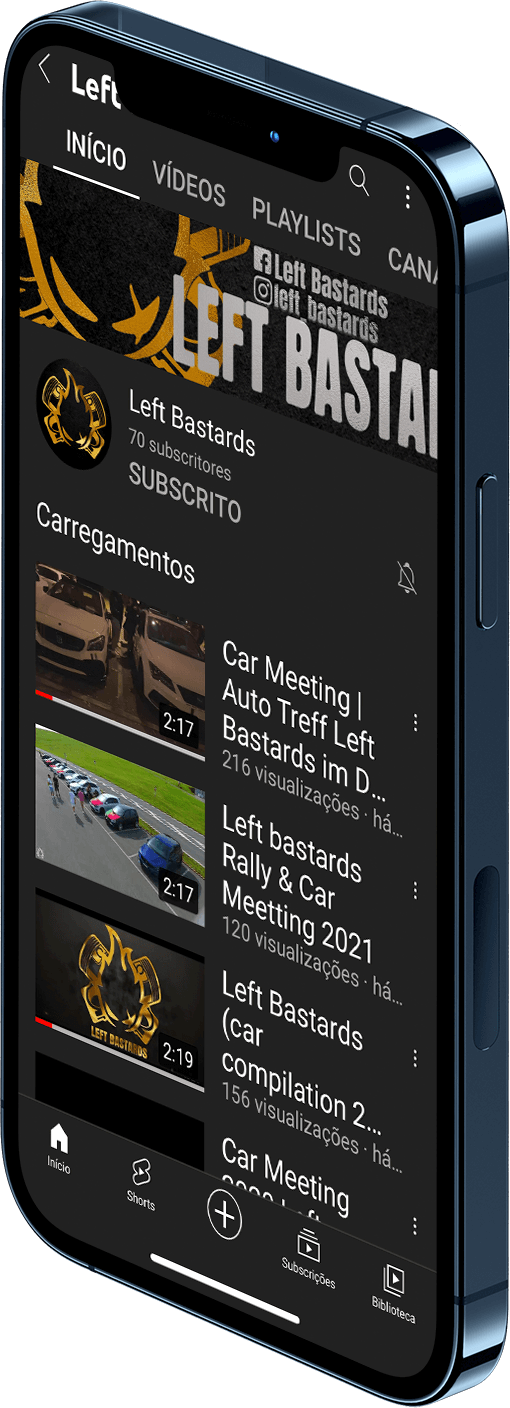 Left
INÍCIO VÍDEOS PLAYLISTS CANA
Left Bastards
left_bastards
LEFT BASTAR
Left Bastards
70 subscritores
SUBSCRITO
Carregamentos
2:17
Car Meeting |
Auto Treff Left
Bastards im D...
216 visualizações · há...
2:17
Left bastards
Rally & Car
Meetting 2021
120 visualizações · há...
LEFT BASTARDS
2:19
Left Bastards
(car
compilation 2...
156 visualizações · há...
Car Meeting
Início
Shorts
Subscrições
Biblioteca